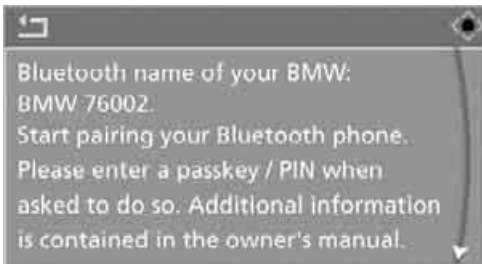 Bluetooth name of your BMW:
BMW 76002.
Start pairing your Bluetooth phone.
Please enter a passkey / PIN when
asked to do so. Additional information
is contained in the owner's manual.